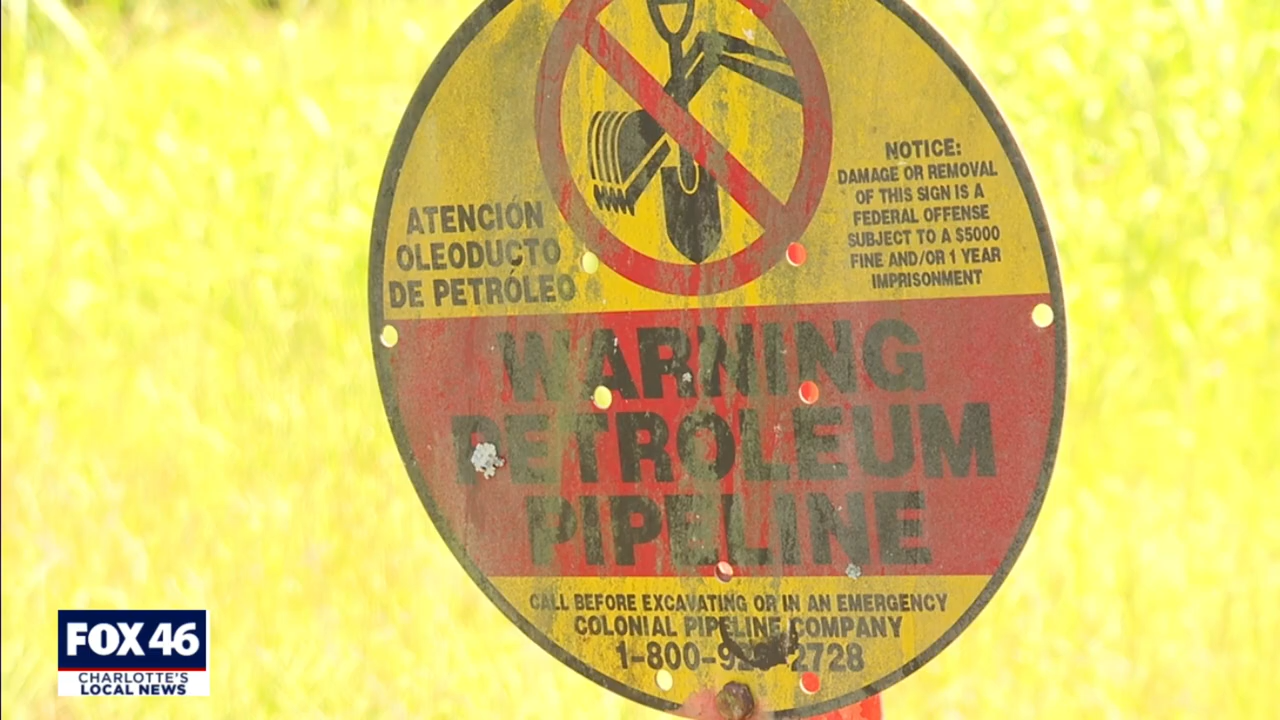 ATENCIÓN
OLEODUCTO
DE PETRÓLEO
NOTICE:
DAMAGE OR REMOVAL
OF THIS SIGN IS A
FEDERAL OFFENSE
SUBJECT TO A $5000
FINE AND/OR 1 YEAR
IMPRISONMENT
WARNING
PETROLEUM
PIPELINE
CALL BEFORE EXCAVATING OR IN AN EMERGENCY
COLONIAL PIPELINE COMPANY
1-800- 2728
FOX 46
CHARLOTTE'S
LOCAL NEWS